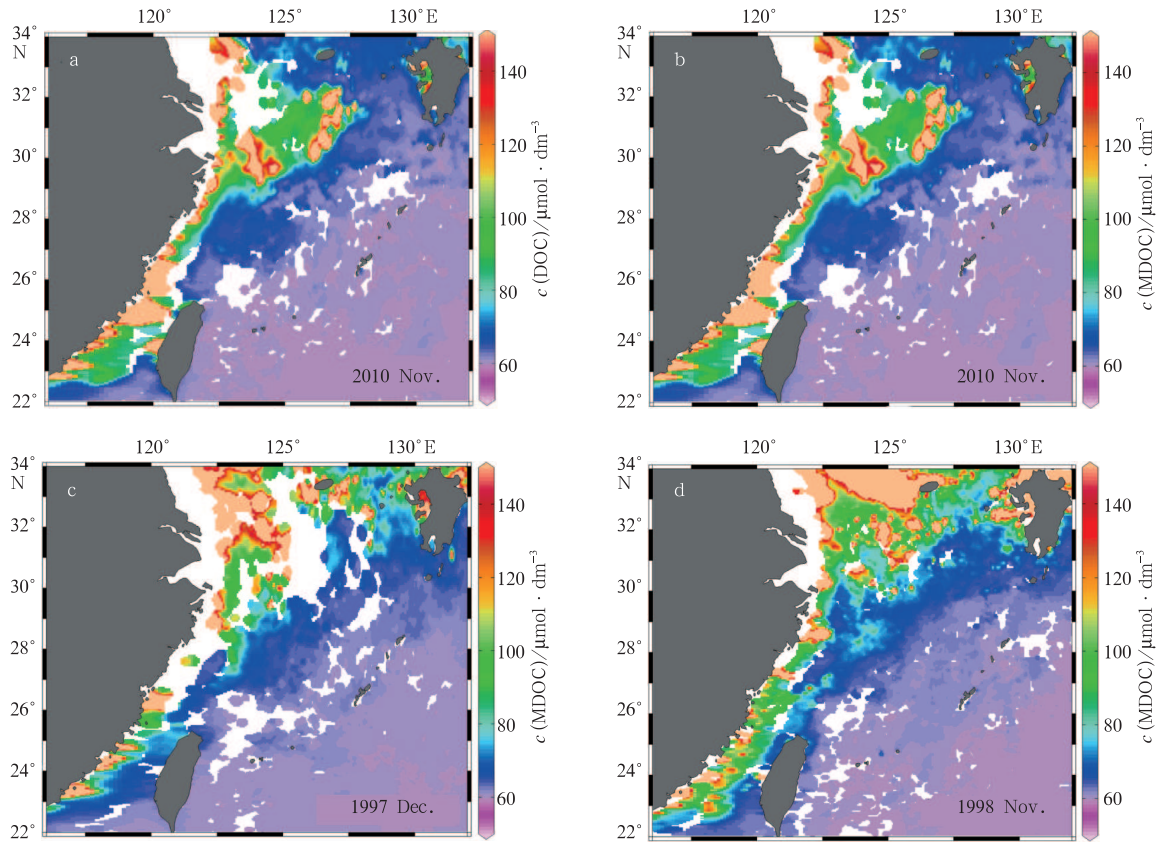 120° 125° 130°E
34°
N
32°
30°
28°
26°
24°
22°
a
2010 Nov.
140
120
100
80
60
c (DOC)/μmol · dm⁻³
120° 125° 130°E
34°
N
32°
30°
28°
26°
24°
22°
b
2010 Nov.
140
120
100
80
60
c (MDOC)/μmol · dm⁻³
120° 125° 130°E
34°
N
32°
30°
28°
26°
24°
22°
c
1997 Dec.
140
120
100
80
60
c (MDOC)/μmol · dm⁻³
120° 125° 130°E
34°
N
32°
30°
28°
26°
24°
22°
d
1998 Nov.
140
120
100
80
60
c (MDOC)/μmol · dm⁻³